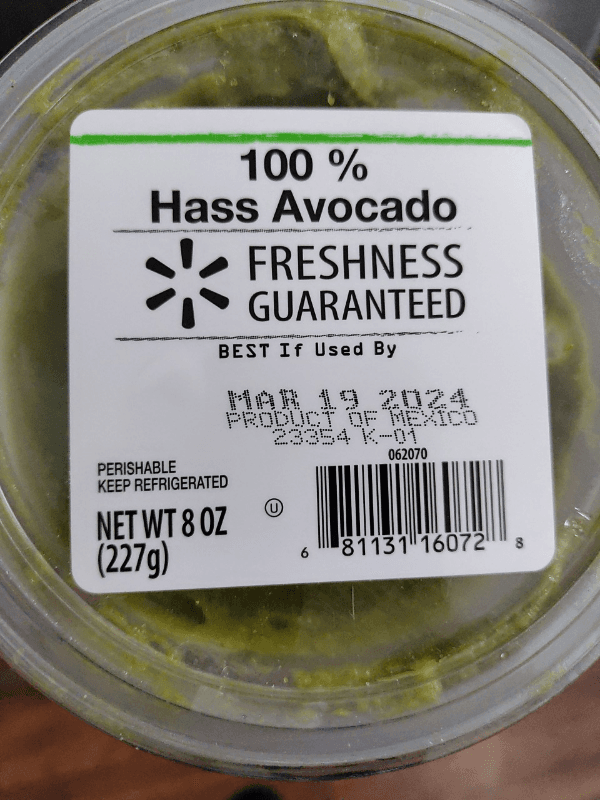 100 %
Hass Avocado
FRESHNESS
GUARANTEED
BEST If Used By
MAR 19 2024
PRODUCT OF MEXICO
23354 K-01
062070
PERISHABLE
KEEP REFRIGERATED
NET WT 8 OZ
(227g)
U
6 81131 16072 8